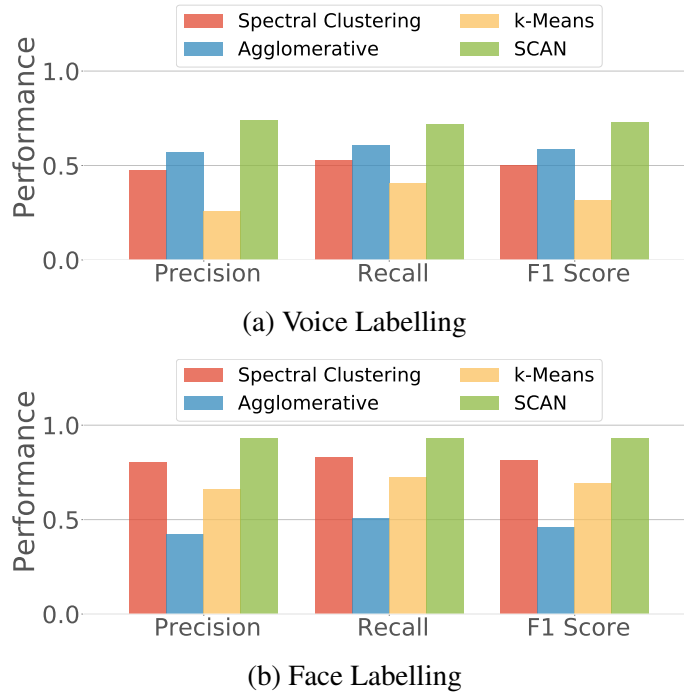 Spectral Clustering k-Means
Agglomerative SCAN
1.0
0.5
0.0
Performance
Precision Recall F1 Score
(a) Voice Labelling
Spectral Clustering k-Means
Agglomerative SCAN
1.0
0.5
0.0
Performance
Precision Recall F1 Score
(b) Face Labelling